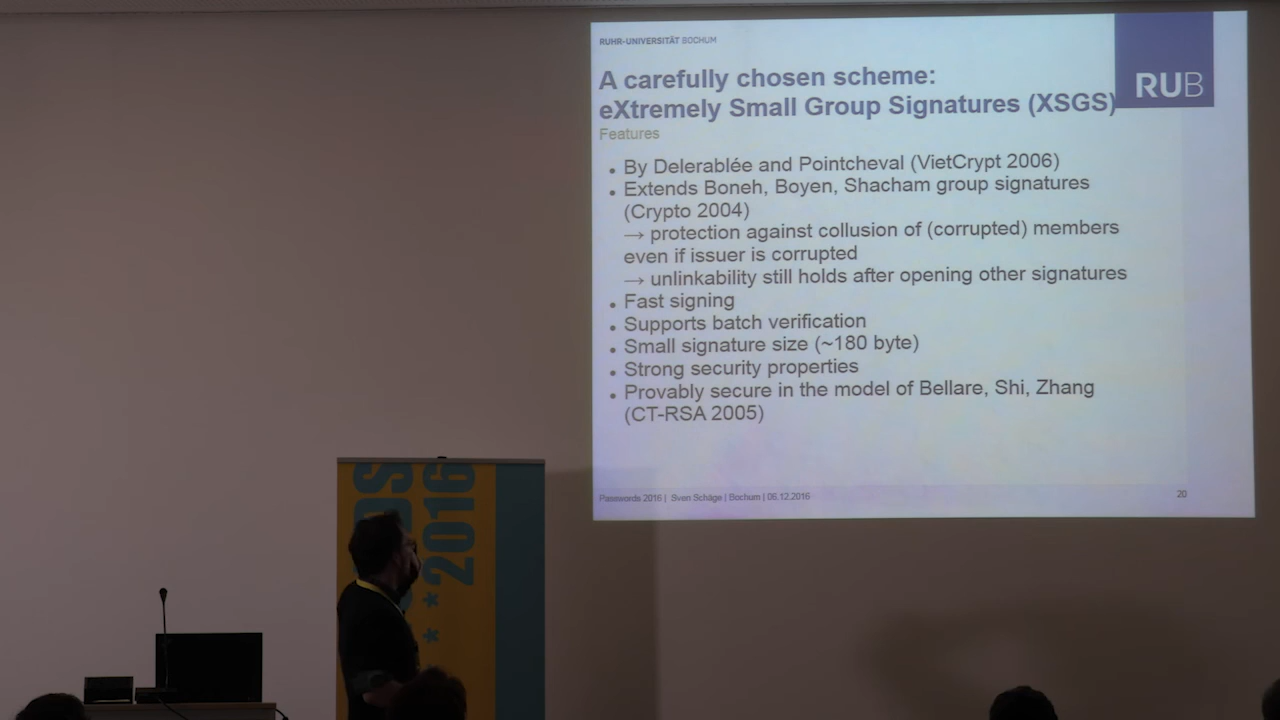 RUHR-UNIVERSITÄT BOCHUM
RUB
A carefully chosen scheme:
eXtremely Small Group Signatures (XSGS)
Features
• By Delerablée and Pointcheval (VietCrypt 2006)
• Extends Boneh, Boyen, Shacham group signatures
(Crypto 2004)
→ protection against collusion of (corrupted) members
even if issuer is corrupted
→ unlinkability still holds after opening other signatures
• Fast signing
• Supports batch verification
• Small signature size (~180 byte)
• Strong security properties
• Provably secure in the model of Bellare, Shi, Zhang
(CT-RSA 2005)
Passwords 2016 | Sven Schäge | Bochum | 06.12.2016
20
2016